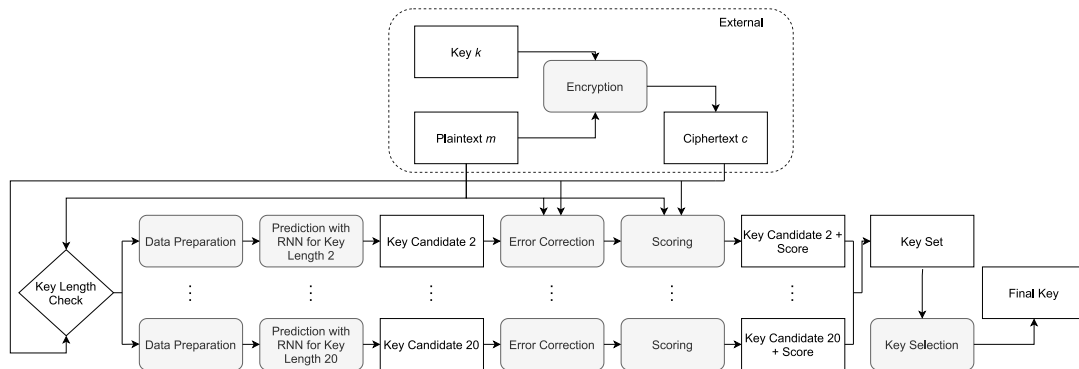 External
Key k
Encryption
Plaintext m
Ciphertext c
Key Length
Check
Data Preparation
Prediction with
RNN for Key
Length 2
Key Candidate 2
Error Correction
Scoring
Key Candidate 2 +
Score
Key Set
Final Key
Data Preparation
Prediction with
RNN for Key
Length 20
Key Candidate 20
Error Correction
Scoring
Key Candidate 20
+ Score
Key Selection